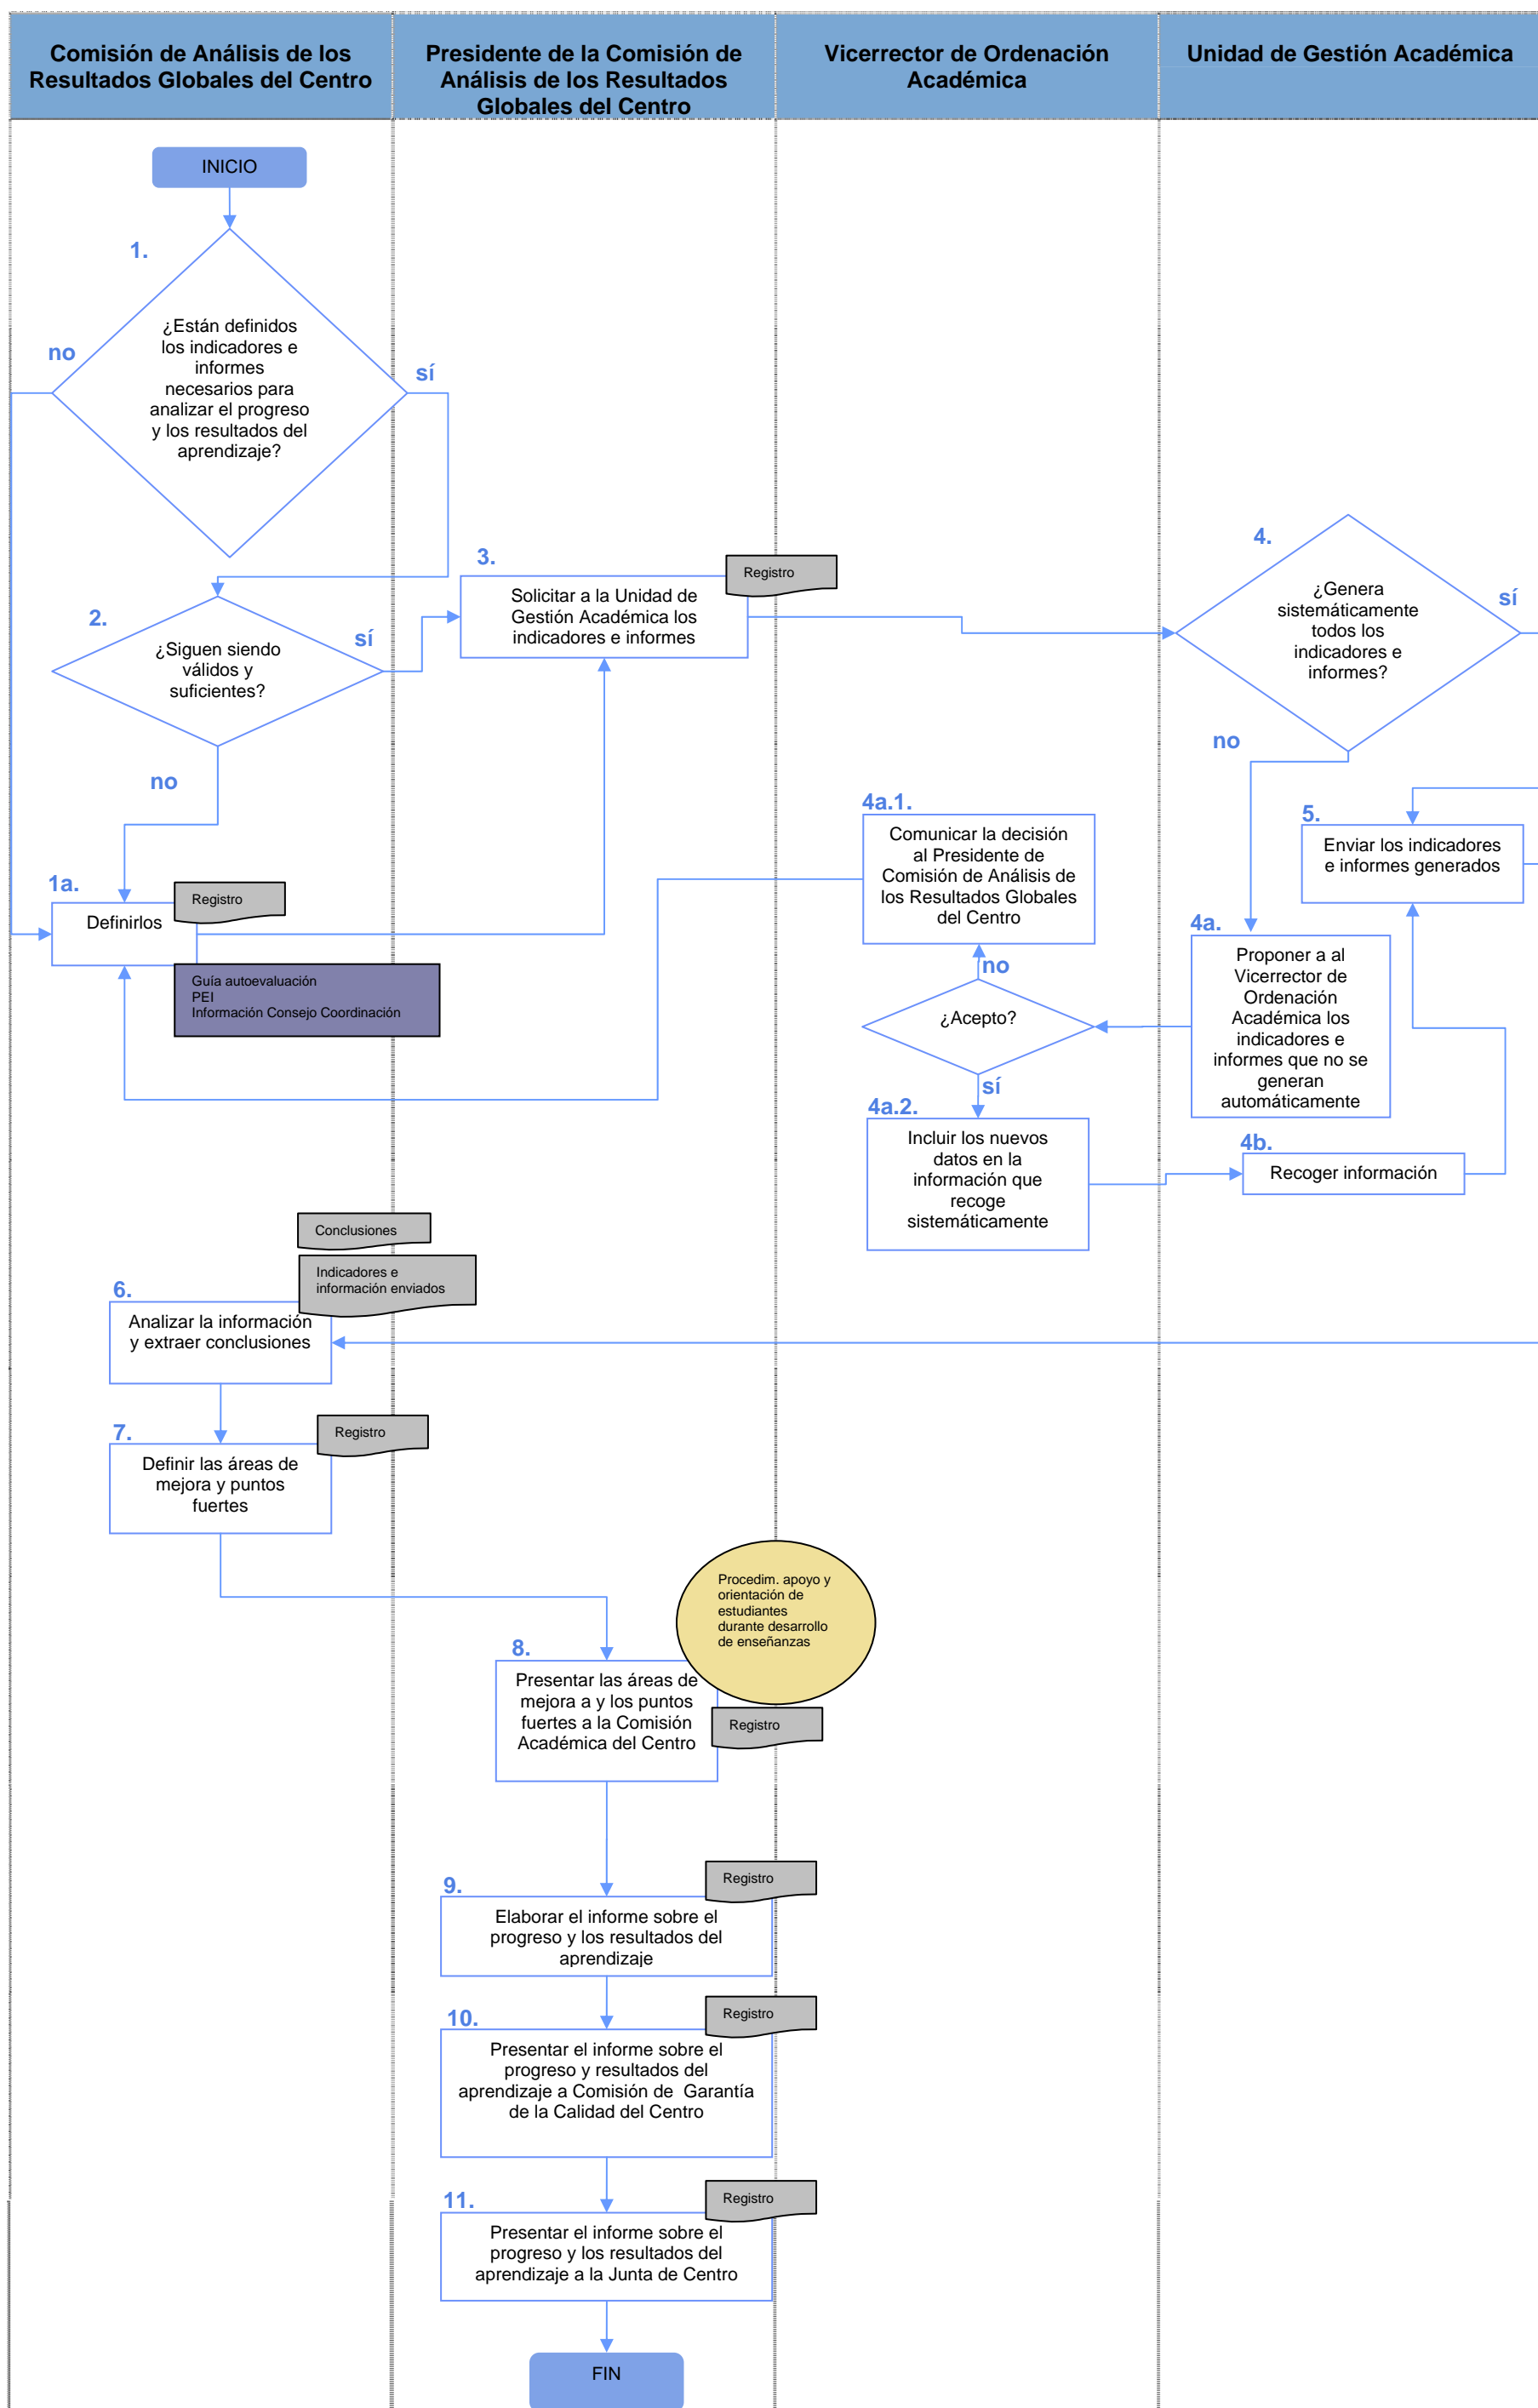 Comisión de Análisis de los
Resultados Globales del Centro
Presidente de la Comisión de
Análisis de los Resultados
Globales del Centro
Vicerrector de Ordenación
Académica
Unidad de Gestión Académica
INICIO
1.
¿Están definidos
los indicadores e
informes
necesarios para
analizar el progreso
y los resultados del
aprendizaje?
no
sí
2.
¿Siguen siendo
válidos y
suficientes?
sí
no
3.
Registro
Solicitar a la Unidad de
Gestión Académica los
indicadores e informes
4.
¿Genera
sistemáticamente
todos los
indicadores e
informes?
sí
no
1a.
Registro
Definirlos
Guía autoevaluación
PEI
Información Consejo Coordinación
4a.1.
Comunicar la decisión
al Presidente de
Comisión de Análisis de
los Resultados Globales
del Centro
no
¿Acepto?
sí
4a.2.
Incluir los nuevos
datos en la
información que
recoge
sistemáticamente
5.
Enviar los indicadores
e informes generados
4a.
Proponer a al
Vicerrector de
Ordenación
Académica los
indicadores e
informes que no se
generan
automáticamente
4b.
Recoger información
Conclusiones
Indicadores e
información enviados
6.
Analizar la información
y extraer conclusiones
7.
Registro
Definir las áreas de
mejora y puntos
fuertes
Procedim. apoyo y
orientación de
estudiantes
durante desarrollo
de enseñanzas
8.
Presentar las áreas de
mejora a y los puntos
fuertes a la Comisión
Académica del Centro
Registro
9.
Registro
Elaborar el informe sobre el
progreso y los resultados del
aprendizaje
10.
Registro
Presentar el informe sobre el
progreso y resultados del
aprendizaje a Comisión de Garantía
de la Calidad del Centro
11.
Registro
Presentar el informe sobre el
progreso y los resultados del
aprendizaje a la Junta de Centro
FIN